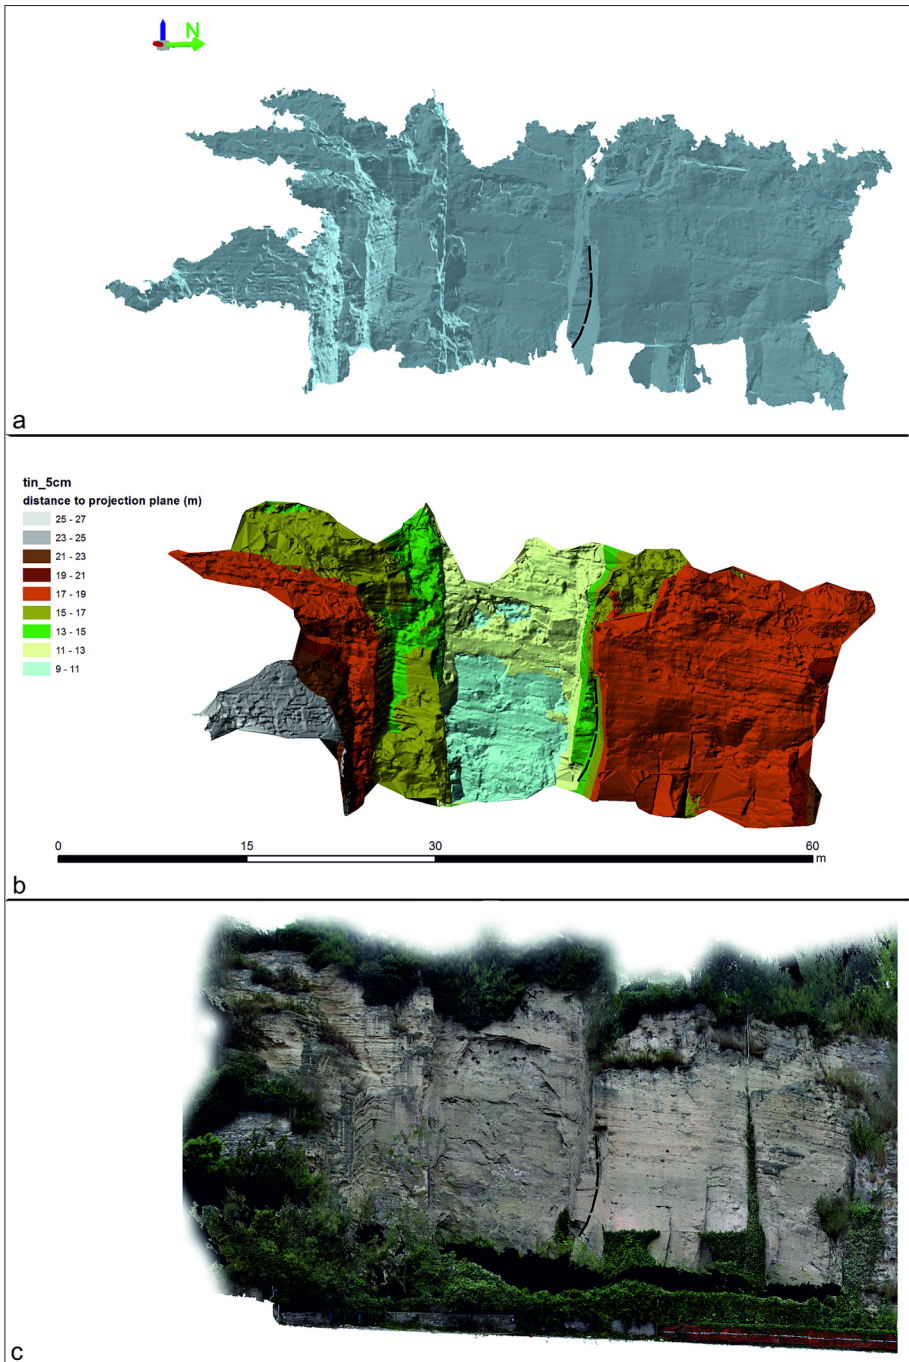 N
a
tin_5cm
distance to projection plane (m)
25 - 27
23 - 25
21 - 23
19 - 21
17 - 19
15 - 17
13 - 15
11 - 13
9 - 11
0 15 30 60
m
b
c